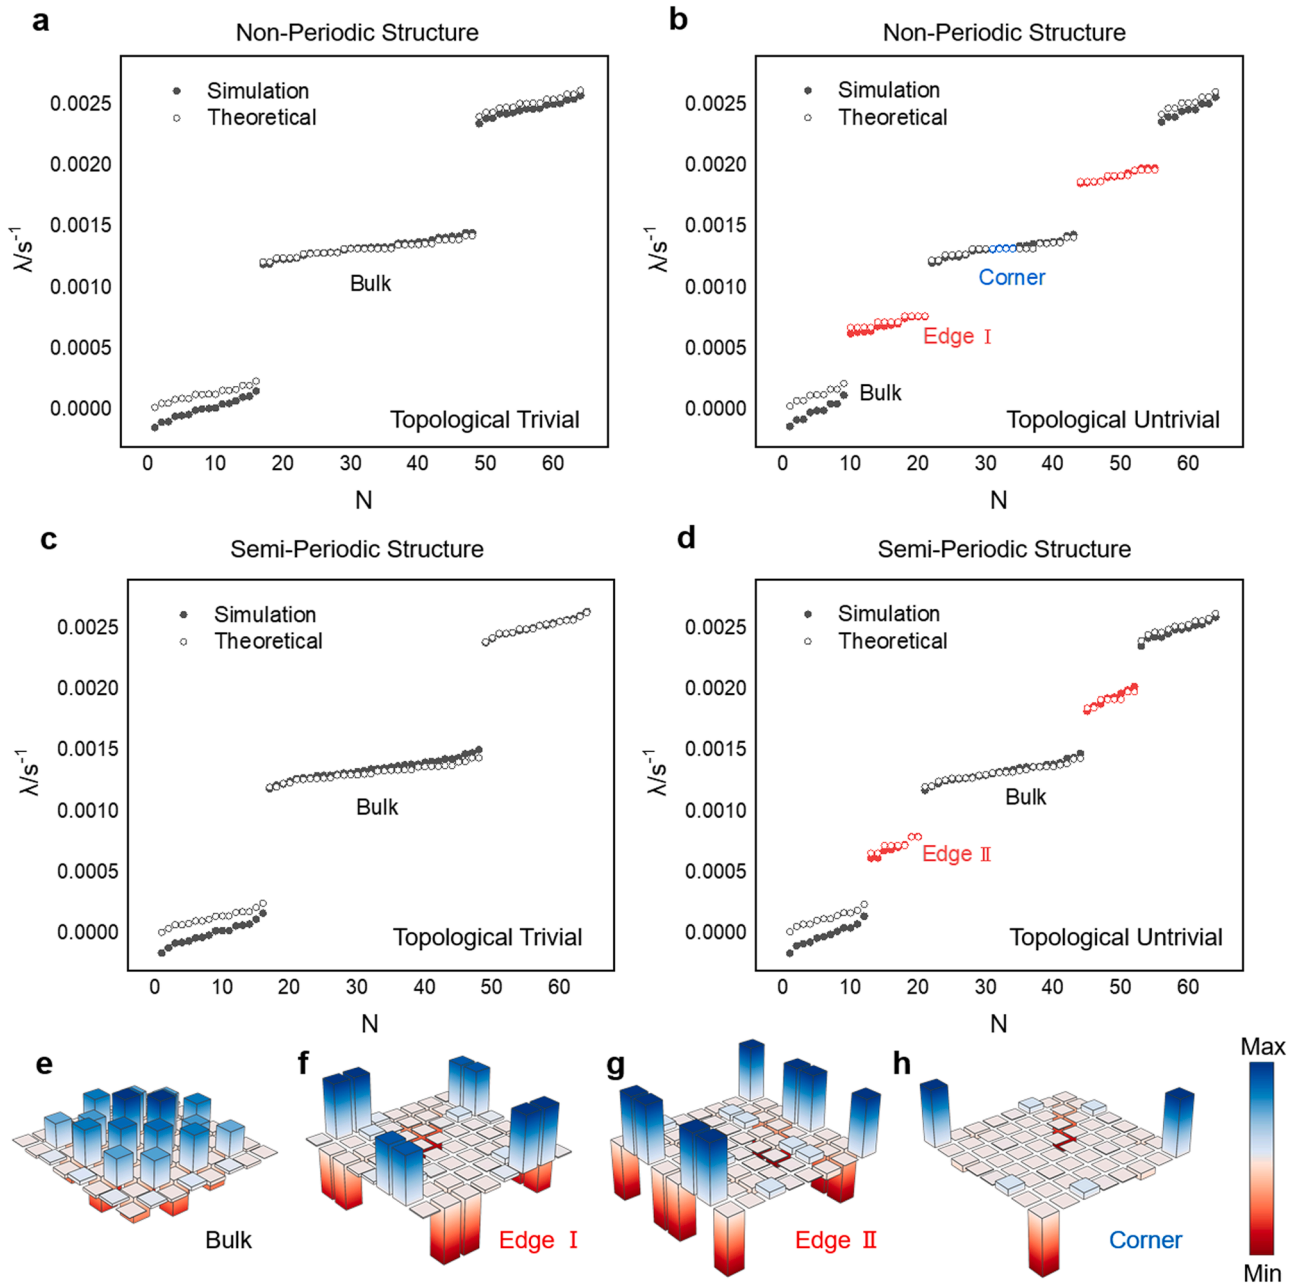 a
Non-Periodic Structure
Simulation
Theoretical
0.0025
0.0020
0.0015
0.0010
0.0005
0.0000
λ/s⁻¹
Bulk
Topological Trivial
0 10 20 30 40 50 60
N
b
Non-Periodic Structure
Simulation
Theoretical
0.0025
0.0020
0.0015
0.0010
0.0005
0.0000
λ/s⁻¹
Corner
Edge Ⅰ
Bulk
Topological Untrivial
0 10 20 30 40 50 60
N
c
Semi-Periodic Structure
Simulation
Theoretical
0.0025
0.0020
0.0015
0.0010
0.0005
0.0000
λ/s⁻¹
Bulk
Topological Trivial
0 10 20 30 40 50 60
N
d
Semi-Periodic Structure
Simulation
Theoretical
0.0025
0.0020
0.0015
0.0010
0.0005
0.0000
λ/s⁻¹
Bulk
Edge Ⅱ
Topological Untrivial
0 10 20 30 40 50 60
N
e
Bulk
f
Edge Ⅰ
g
Edge Ⅱ
h
Corner
Max
Min